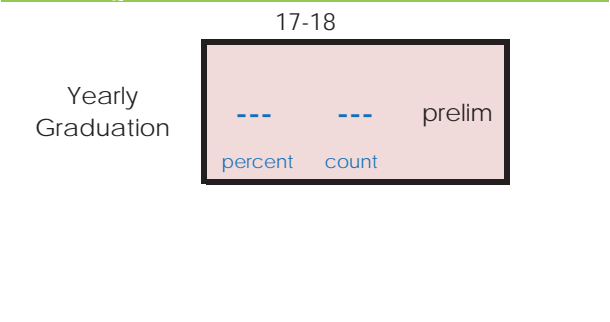 17-18
Yearly
Graduation
--- --- prelim
percent count